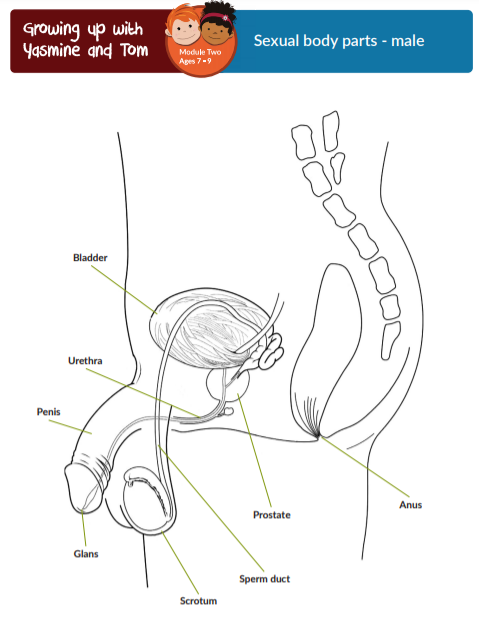 Growing up with
Yasmine and Tom
Module Two
Ages 7-9
Sexual body parts - male
Bladder
Urethra
Penis
Glans
Scrotum
Sperm duct
Prostate
Anus